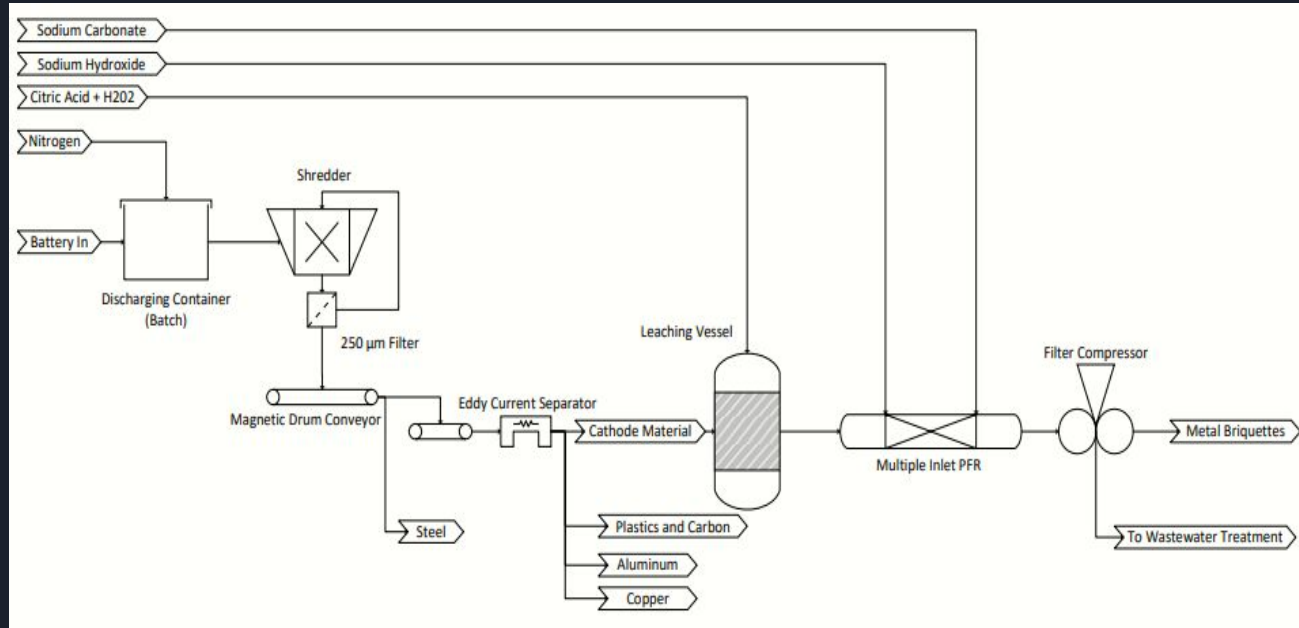 Sodium Carbonate
Sodium Hydroxide
Citric Acid + H202
Nitrogen
Shredder
Battery In
Discharging Container
(Batch)
250 µm Filter
Leaching Vessel
Filter Compressor
Magnetic Drum Conveyor
Eddy Current Separator
Cathode Material
Metal Briquettes
Multiple Inlet PFR
Steel
Plastics and Carbon
To Wastewater Treatment
Aluminum
Copper